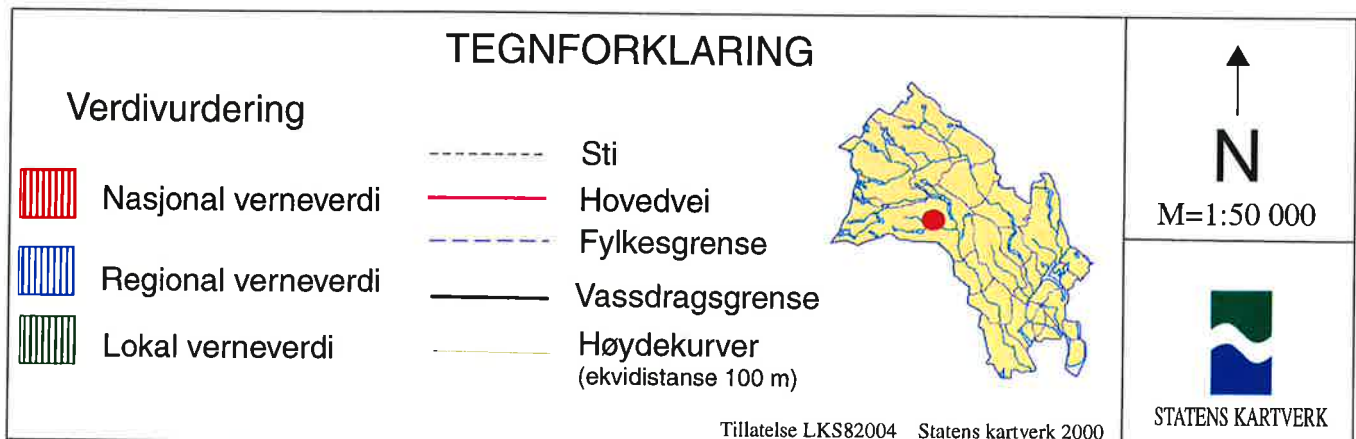 TEGNFORKLARING
Verdivurdering
Nasjonal verneverdi
Regional verneverdi
Lokal verneverdi
Sti
Hovedvei
Fylkesgrense
Vassdragsgrense
Høydekurver
(ekvidistanse 100 m)
Tillatelse LKS82004 Statens kartverk 2000
N
M=1:50 000
STATENS KARTVERK